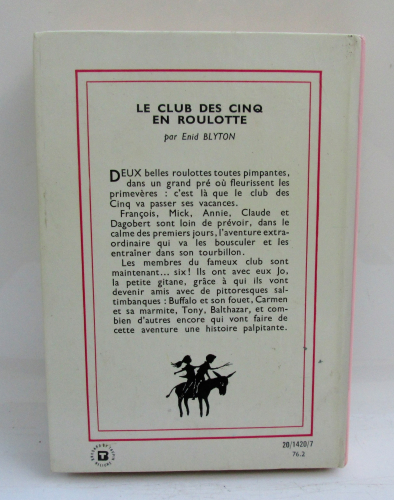 LE CLUB DES CINQ
EN ROULOTTE
par Enid BLYTON
DEUX belles roulottes toutes pimpantes,
dans un grand pré où fleurissent les
primevères : c'est là que le club des
Cinq va passer ses vacances.
François, Mick, Annie, Claude et
Dagobert sont loin de prévoir, dans le
calme des premiers jours, l'aventure extra-
ordinaire qui va les bousculer et les
entraîner dans son tourbillon.
Les membres du fameux club sont
maintenant... six! Ils ont avec eux Jo,
la petite gitane, grâce à qui ils vont
devenir amis avec de pittoresques sal-
timbanques : Buffalo et son fouet, Carmen
et sa marmite, Tony, Balthazar, et com-
bien d'autres encore qui vont faire de
cette aventure une histoire palpitante.
T
20/1420/7
76.2